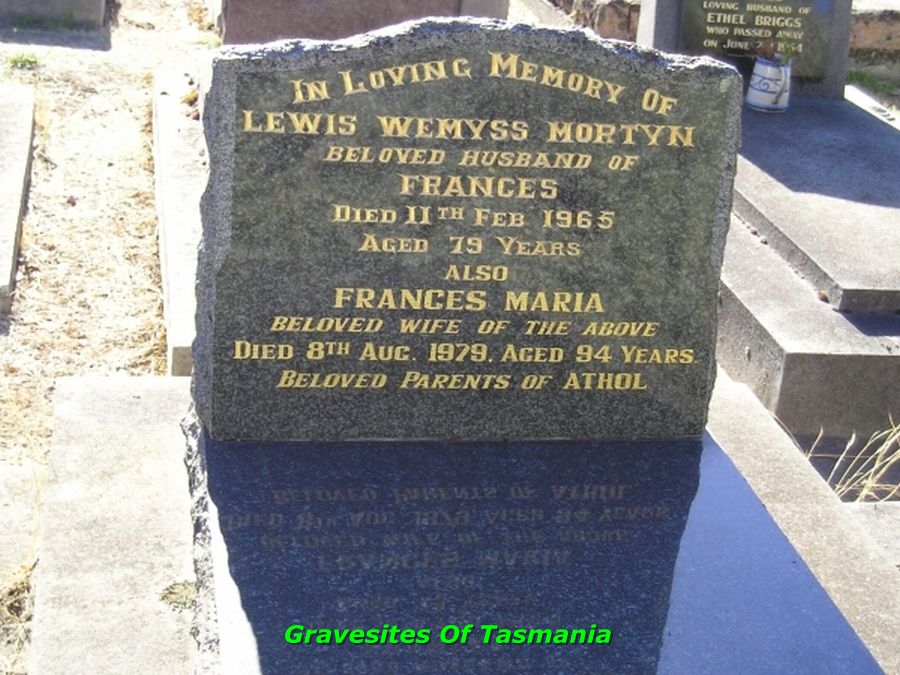 LOVING HUSBAND OF
ETHEL BRIGGS
WHO PASSED AWAY
ON JUNE
In Loving Memory Of
LEWIS WEMYSS MORTYN
BELOVED HUSBAND OF
FRANCES
DIED 11TH FEB 1965
AGED 79 YEARS
ALSO
FRANCES MARIA
BELOVED WIFE OF THE ABOVE
DIED 8TH AUG. 1979, AGED 94 YEARS.
BELOVED PARENTS OF ATHOL
Gravesites Of Tasmania